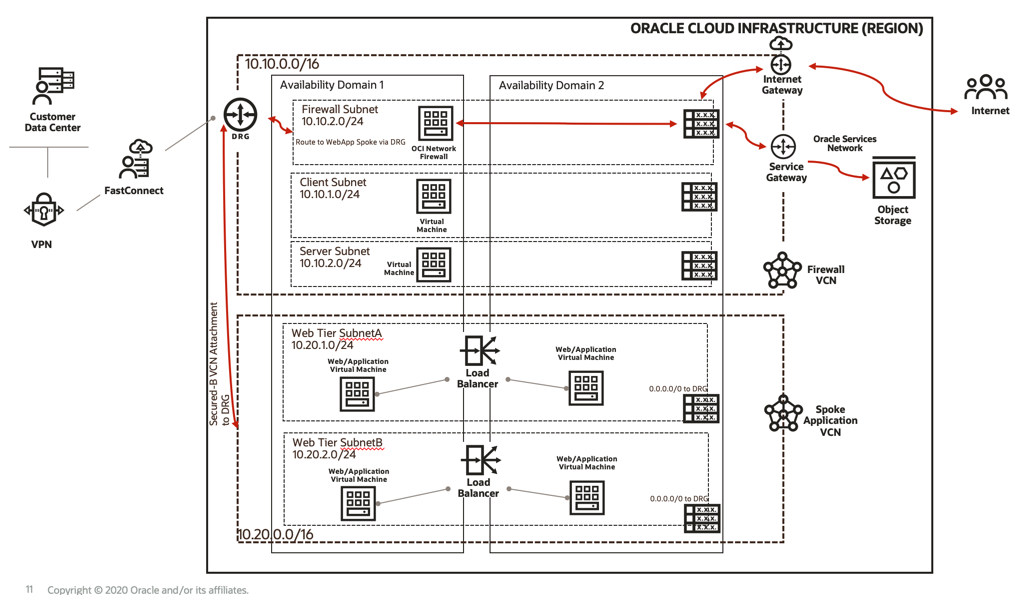 ORACLE CLOUD INFRASTRUCTURE (REGION)
10.10.0.0/16
Availability Domain 1
Availability Domain 2
Customer
Data Center
FastConnect
VPN
DRG
Firewall Subnet
10.10.2.0/24
Route to WebApp Spoke via DRG
OCI Network
Firewall
X.X.X
X.X.X
X.X.X
Internet
Gateway
Internet
Service
Gateway
Oracle Services
Network
Object
Storage
Client Subnet
10.10.1.0/24
Virtual
Machine
X.X.X
X.X.X
X.X.X
Server Subnet
10.10.2.0/24
Virtual
Machine
X.X.X
X.X.X
X.X.X
Firewall
VCN
Secured-B VCN Attachment
to DRG
Web Tier SubnetA
10.20.1.0/24
Web/Application
Virtual Machine
Load
Balancer
Web/Application
Virtual Machine
0.0.0.0/0 to DRG
X.X.X
X.X.X
X.X.X
Spoke
Application
VCN
Web Tier SubnetB
10.20.2.0/24
Web/Application
Virtual Machine
Load
Balancer
Web/Application
Virtual Machine
0.0.0.0/0 to DRG
X.X.X
X.X.X
X.X.X
10.20.0.0/16
11 Copyright © 2020 Oracle and/or its affiliates.